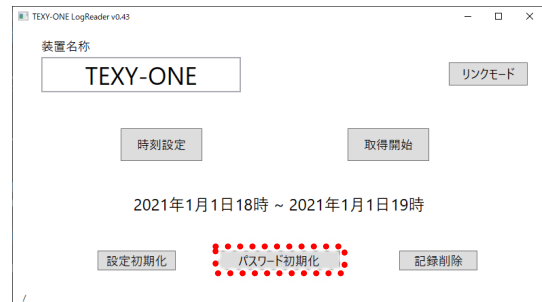 TEXY-ONE LogReader v0.43
装置名称
TEXY-ONE
リンクモード
時刻設定
取得開始
2021年1月1日18時 ~ 2021年1月1日19時
設定初期化
パスワード初期化
記録削除
/